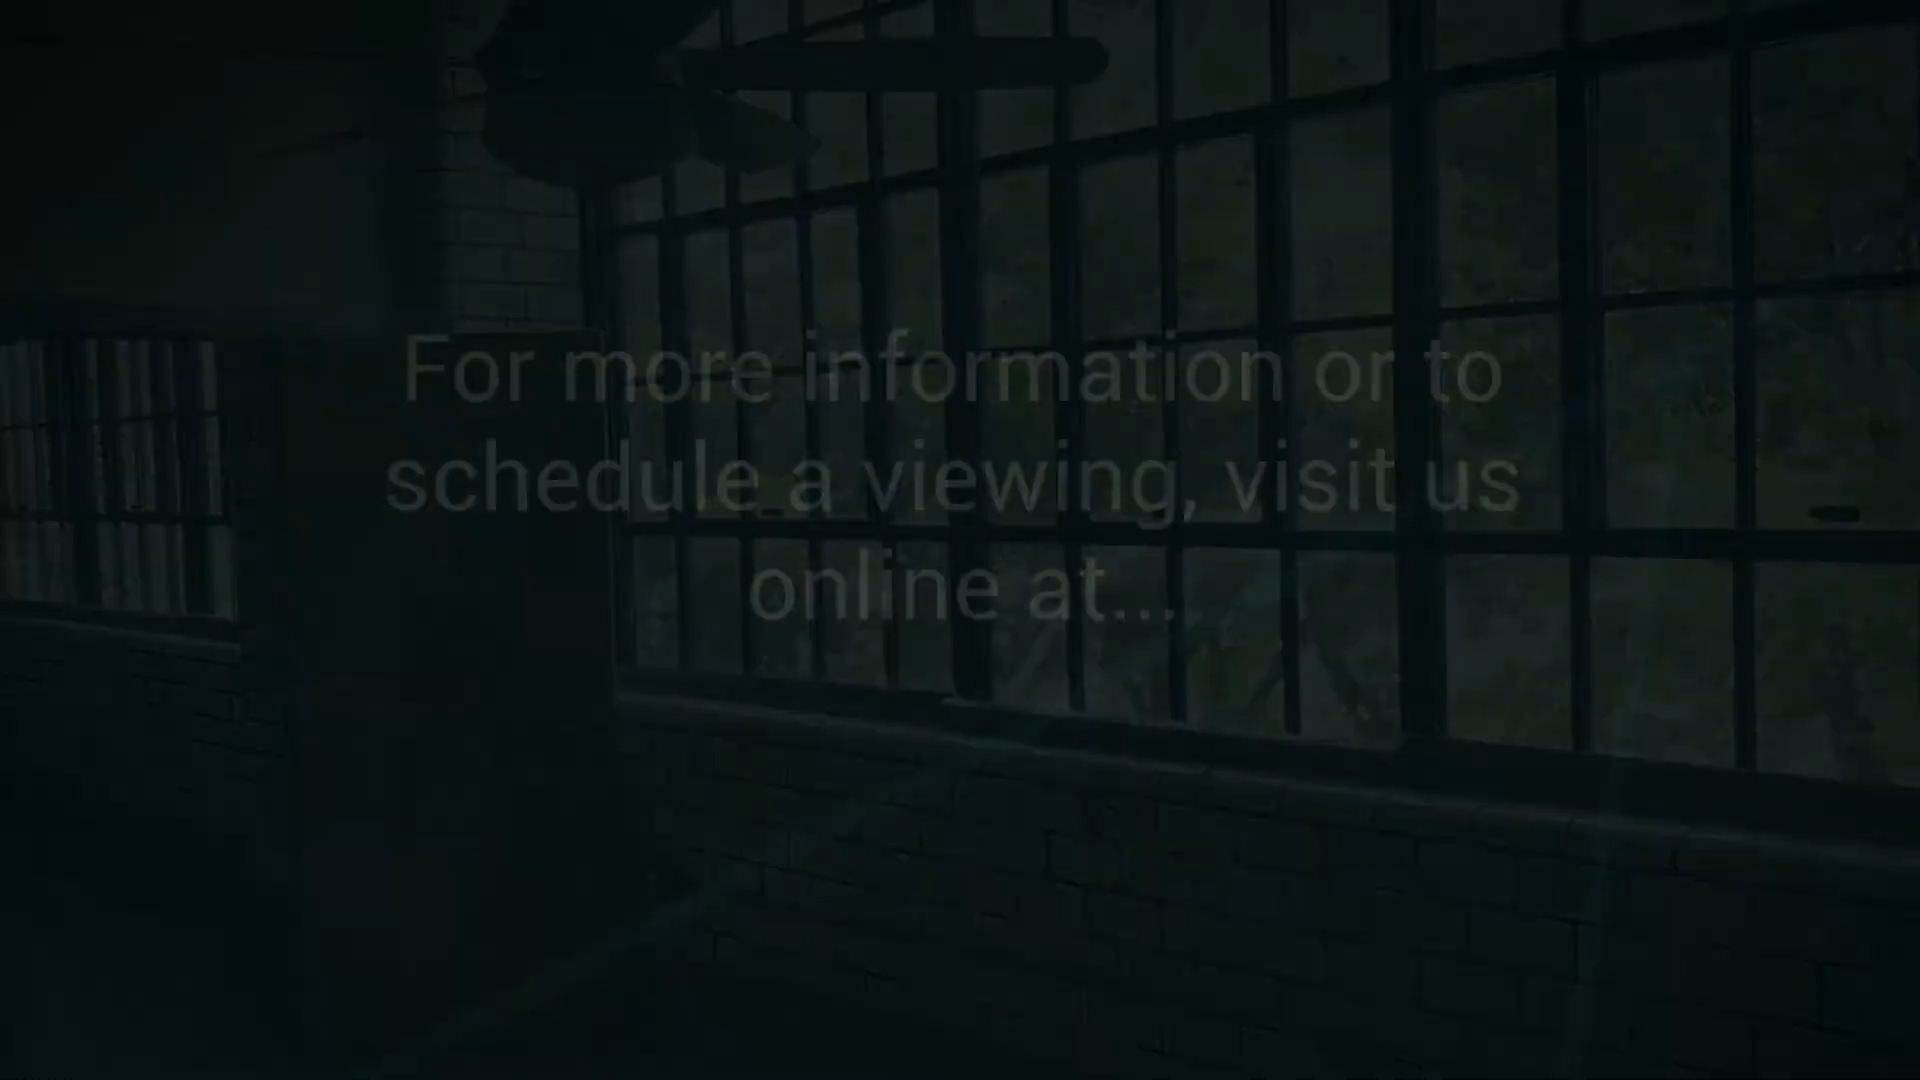 For more information or to
schedule a viewing, visit us
online at...